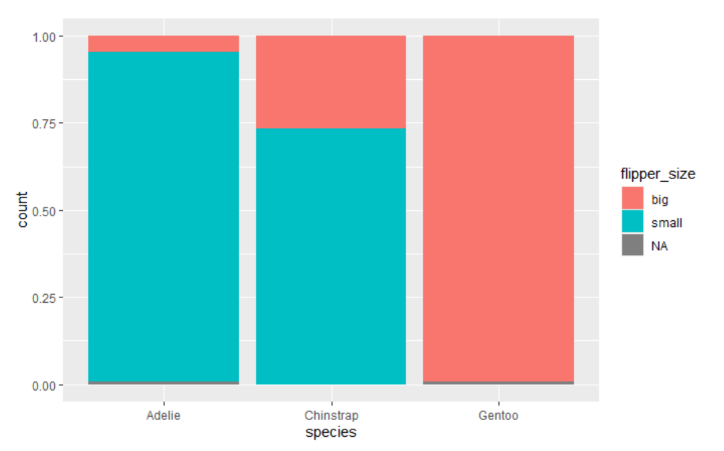 1.00
0.75
0.50
0.25
0.00
count
Adelie
Chinstrap
Gentoo
species
flipper_size
big
small
NA